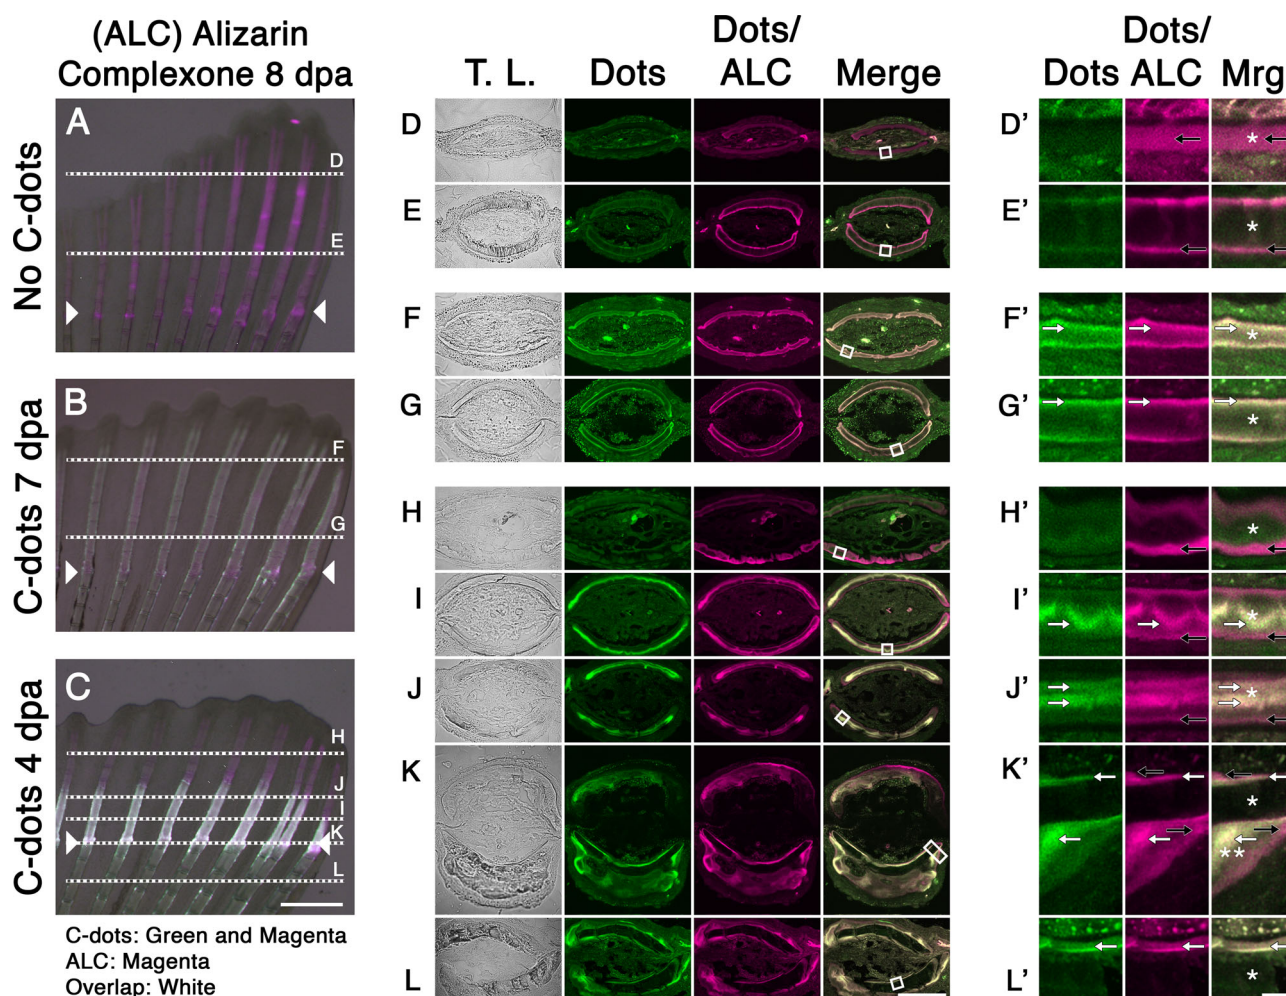 (ALC) Alizarin
Complexone 8 dpa
Dots/
T. L. Dots ALC Merge
Dots/
Dots ALC Mrg
No C-dots
A
D
E
C-dots 7 dpa
B
F
G
C-dots 4 dpa
C
H
J
I
K
L
C-dots: Green and Magenta
ALC: Magenta
Overlap: White
D
E
F
G
H
I
J
K
L
D’
*
E’
*
F’
*
G’
*
H’
*
I’
*
J’
*
K’
*
**
L’
*